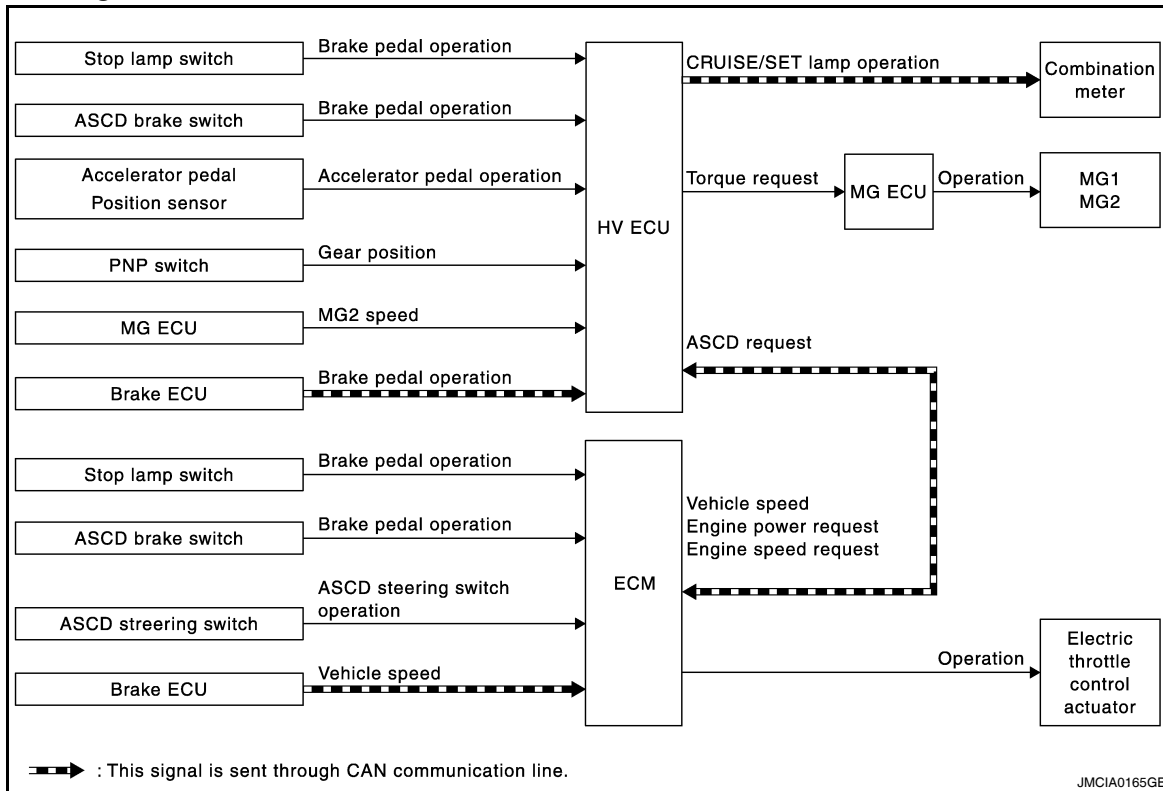 Stop lamp switch
Brake pedal operation
ASCD brake switch
Brake pedal operation
Accelerator pedal
Position sensor
Accelerator pedal operation
PNP switch
Gear position
MG ECU
MG2 speed
Brake ECU
Brake pedal operation
HV ECU
CRUISE/SET lamp operation
Combination
meter
Torque request
MG ECU
Operation
MG1
MG2
ASCD request
Stop lamp switch
Brake pedal operation
ASCD brake switch
Brake pedal operation
ASCD streering switch
ASCD steering switch
operation
Brake ECU
Vehicle speed
ECM
Vehicle speed
Engine power request
Engine speed request
Operation
Electric
throttle
control
actuator
: This signal is sent through CAN communication line.